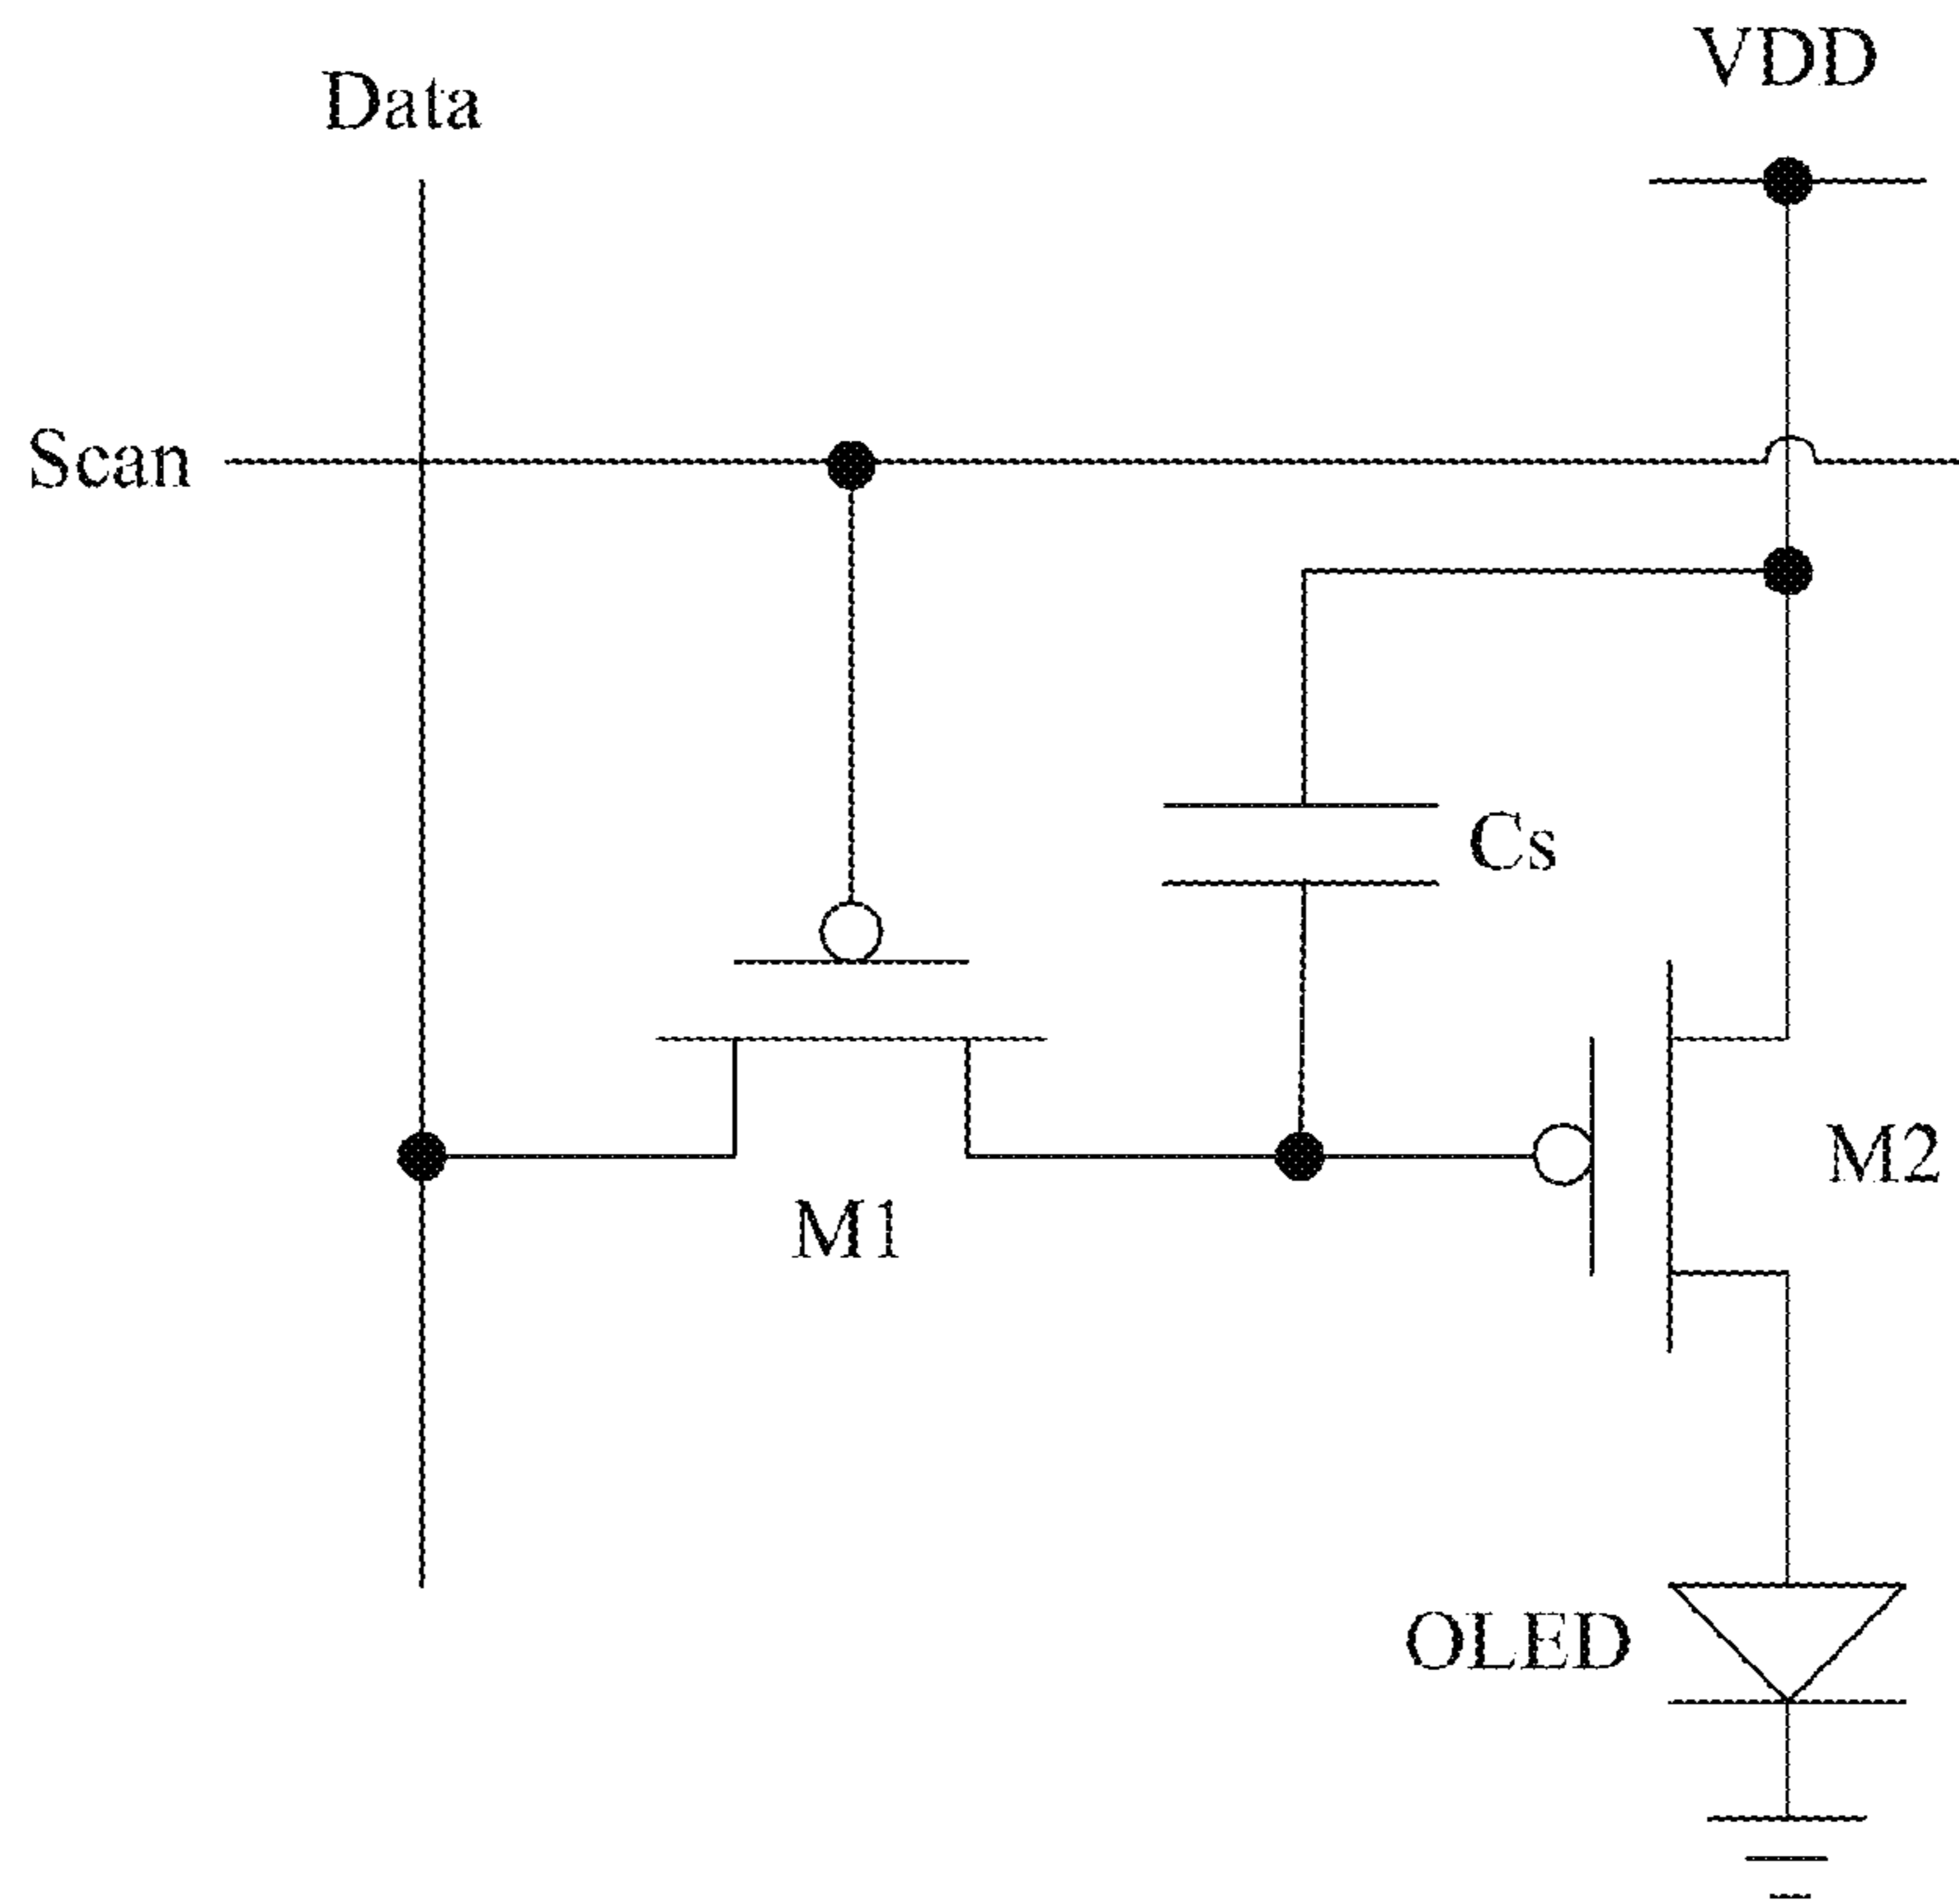 VDD
Data
Scan
Cs
M2
M1
OLED